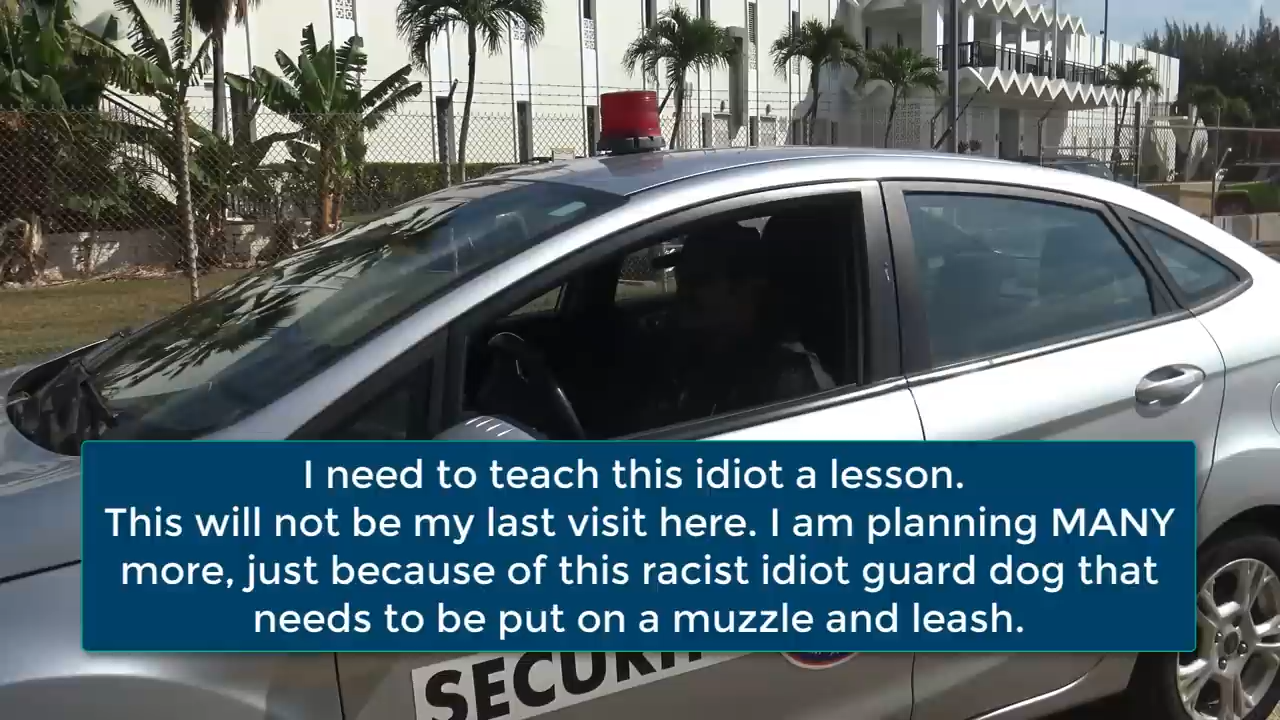 I need to teach this idiot a lesson.
This will not be my last visit here. I am planning MANY
more, just because of this racist idiot guard dog that
needs to be put on a muzzle and leash.